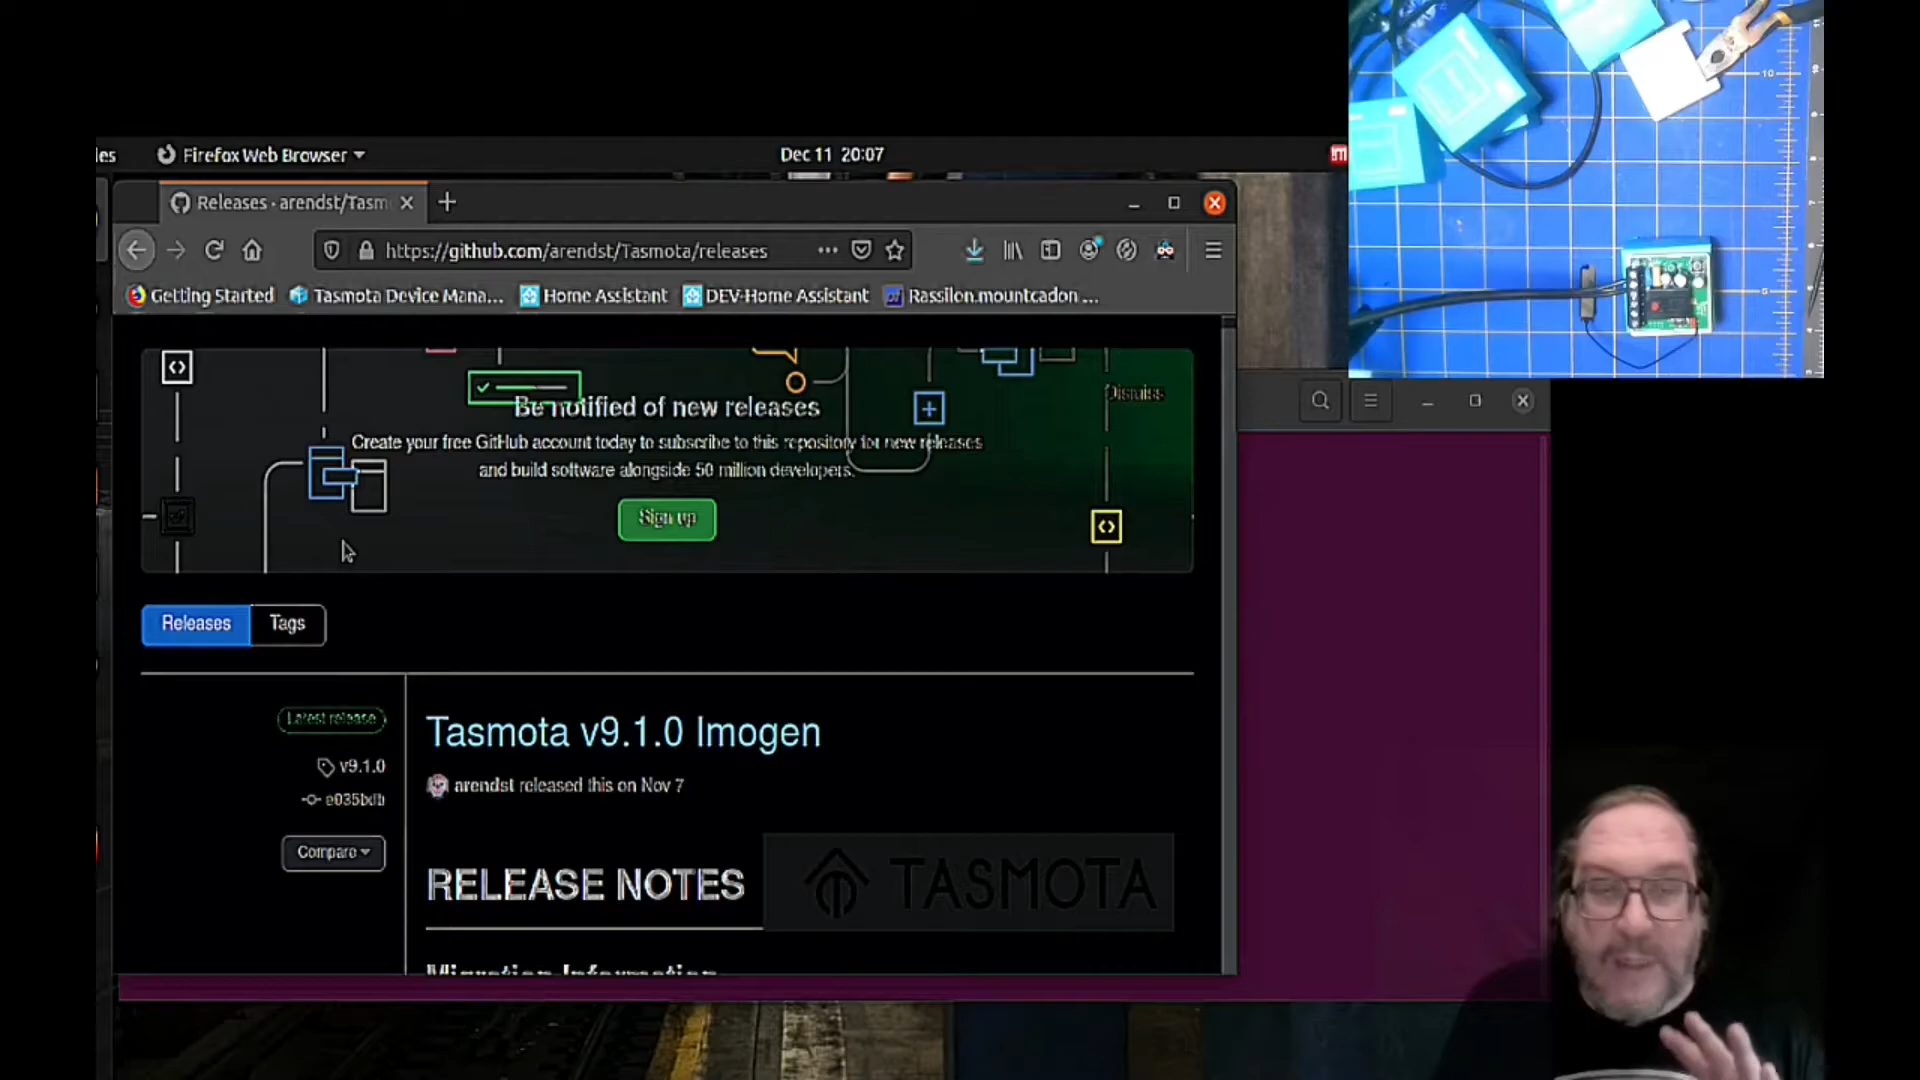 les
Firefox Web Browser
Dec 11 20:07
Releases · arendst/Tasm
https://github.com/arendst/Tasmota/releases
Getting Started
Tasmota Device Mana...
Home Assistant
DEV-Home Assistant
Rassilon.mountcadon ...
Dismiss
Be notified of new releases
Create your free GitHub account today to subscribe to this repository for new releases
and build software alongside 50 million developers.
Sign up
Releases
Tags
Latest release
Tasmota v9.1.0 Imogen
v9.1.0
arendst released this on Nov 7
Compare
RELEASE NOTES
TASMOTA
Migration Information
10